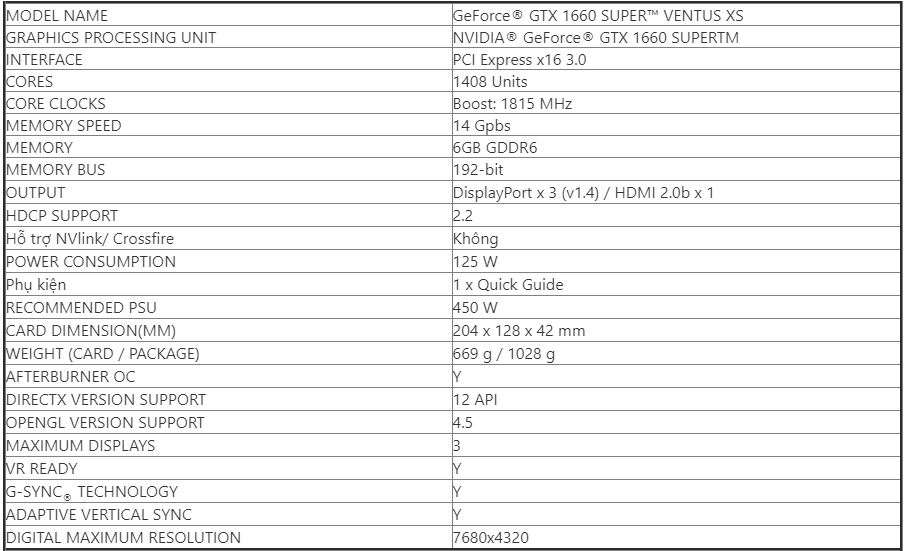 MODEL NAME GeForce® GTX 1660 SUPER™ VENTUS XS
GRAPHICS PROCESSING UNIT NVIDIA® GeForce® GTX 1660 SUPERTM
INTERFACE PCI Express x16 3.0
CORES 1408 Units
CORE CLOCKS Boost: 1815 MHz
MEMORY SPEED 14 Gpbs
MEMORY 6GB GDDR6
MEMORY BUS 192-bit
OUTPUT DisplayPort x 3 (v1.4) / HDMI 2.0b x 1
HDCP SUPPORT 2.2
Hỗ trợ NVlink/ Crossfire Không
POWER CONSUMPTION 125 W
Phụ kiện 1 x Quick Guide
RECOMMENDED PSU 450 W
CARD DIMENSION(MM) 204 x 128 x 42 mm
WEIGHT (CARD / PACKAGE) 669 g / 1028 g
AFTERBURNER OC Y
DIRECTX VERSION SUPPORT 12 API
OPENGL VERSION SUPPORT 4.5
MAXIMUM DISPLAYS 3
VR READY Y
G-SYNC® TECHNOLOGY Y
ADAPTIVE VERTICAL SYNC Y
DIGITAL MAXIMUM RESOLUTION 7680x4320